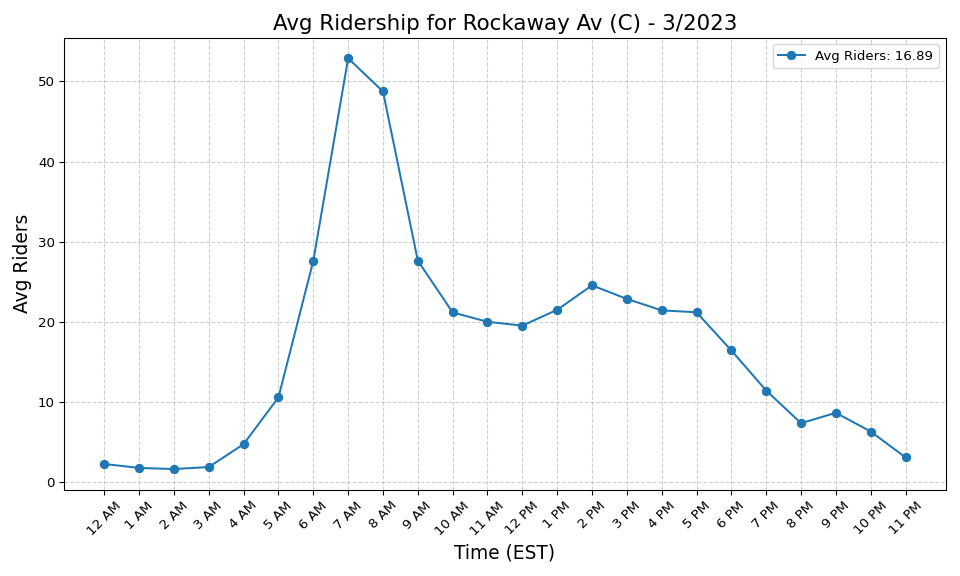 Avg Ridership for Rockaway Av (C) - 3/2023
Avg Riders: 16.89
Avg Riders
50
40
30
20
10
0
12 AM
1 AM
2 AM
3 AM
4 AM
5 AM
6 AM
7 AM
8 AM
9 AM
10 AM
11 AM
12 PM
1 PM
2 PM
3 PM
4 PM
5 PM
6 PM
7 PM
8 PM
9 PM
10 PM
11 PM
Time (EST)